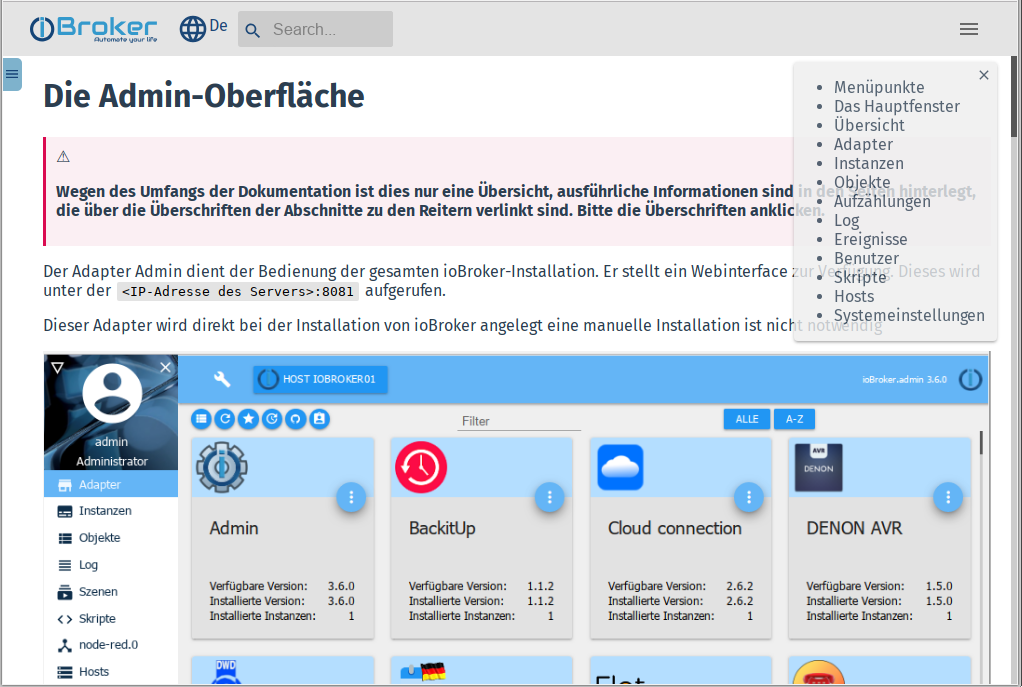 iBroker
Automate your life
De
Search...
Die Admin-Oberfläche
Menüpunkte
Das Hauptfenster
Übersicht
Adapter
Instanzen
Objekte
Aufzählungen
Log
Ereignisse
Benutzer
Skripte
Hosts
Systemeinstellungen
Wegen des Umfangs der Dokumentation ist dies nur eine Übersicht, ausführliche Informationen sind in den Seiten hinterlegt,
die über die Überschriften der Abschnitte zu den Reitern verlinkt sind. Bitte die Überschriften anklicken.
Der Adapter Admin dient der Bedienung der gesamten ioBroker-Installation. Er stellt ein Webinterface zur Verfügung. Dieses wird
unter der <IP-Adresse des Servers>:8081 aufgerufen.
Dieser Adapter wird direkt bei der Installation von ioBroker angelegt eine manuelle Installation ist nicht notwendig
HOST IOBROKER01
ioBroker.admin 3.6.0
admin
Administrator
Adapter
Instanzen
Objekte
Log
Szenen
Skripte
node-red.0
Hosts
Filter
ALLE
A-Z
Admin
Verfügbare Version: 3.6.0
Installierte Version: 3.6.0
Installierte Instanzen: 1
BackitUp
Verfügbare Version: 1.1.2
Installierte Version: 1.1.2
Installierte Instanzen: 1
Cloud connection
Verfügbare Version: 2.6.2
Installierte Version: 2.6.2
Installierte Instanzen: 1
AVR
DENON
DENON AVR
Verfügbare Version: 1.5.0
Installierte Version: 1.5.0
Installierte Instanzen: 1
DWD
Flot